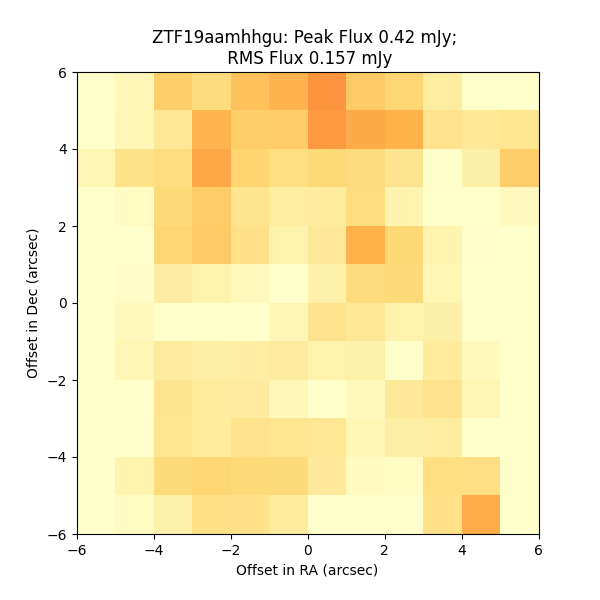 ZTF19aamhhgu: Peak Flux 0.42 mJy;
RMS Flux 0.157 mJy
6
4
2
0
−2
−4
−6
Offset in Dec (arcsec)
−6 −4 −2 0 2 4 6
Offset in RA (arcsec)